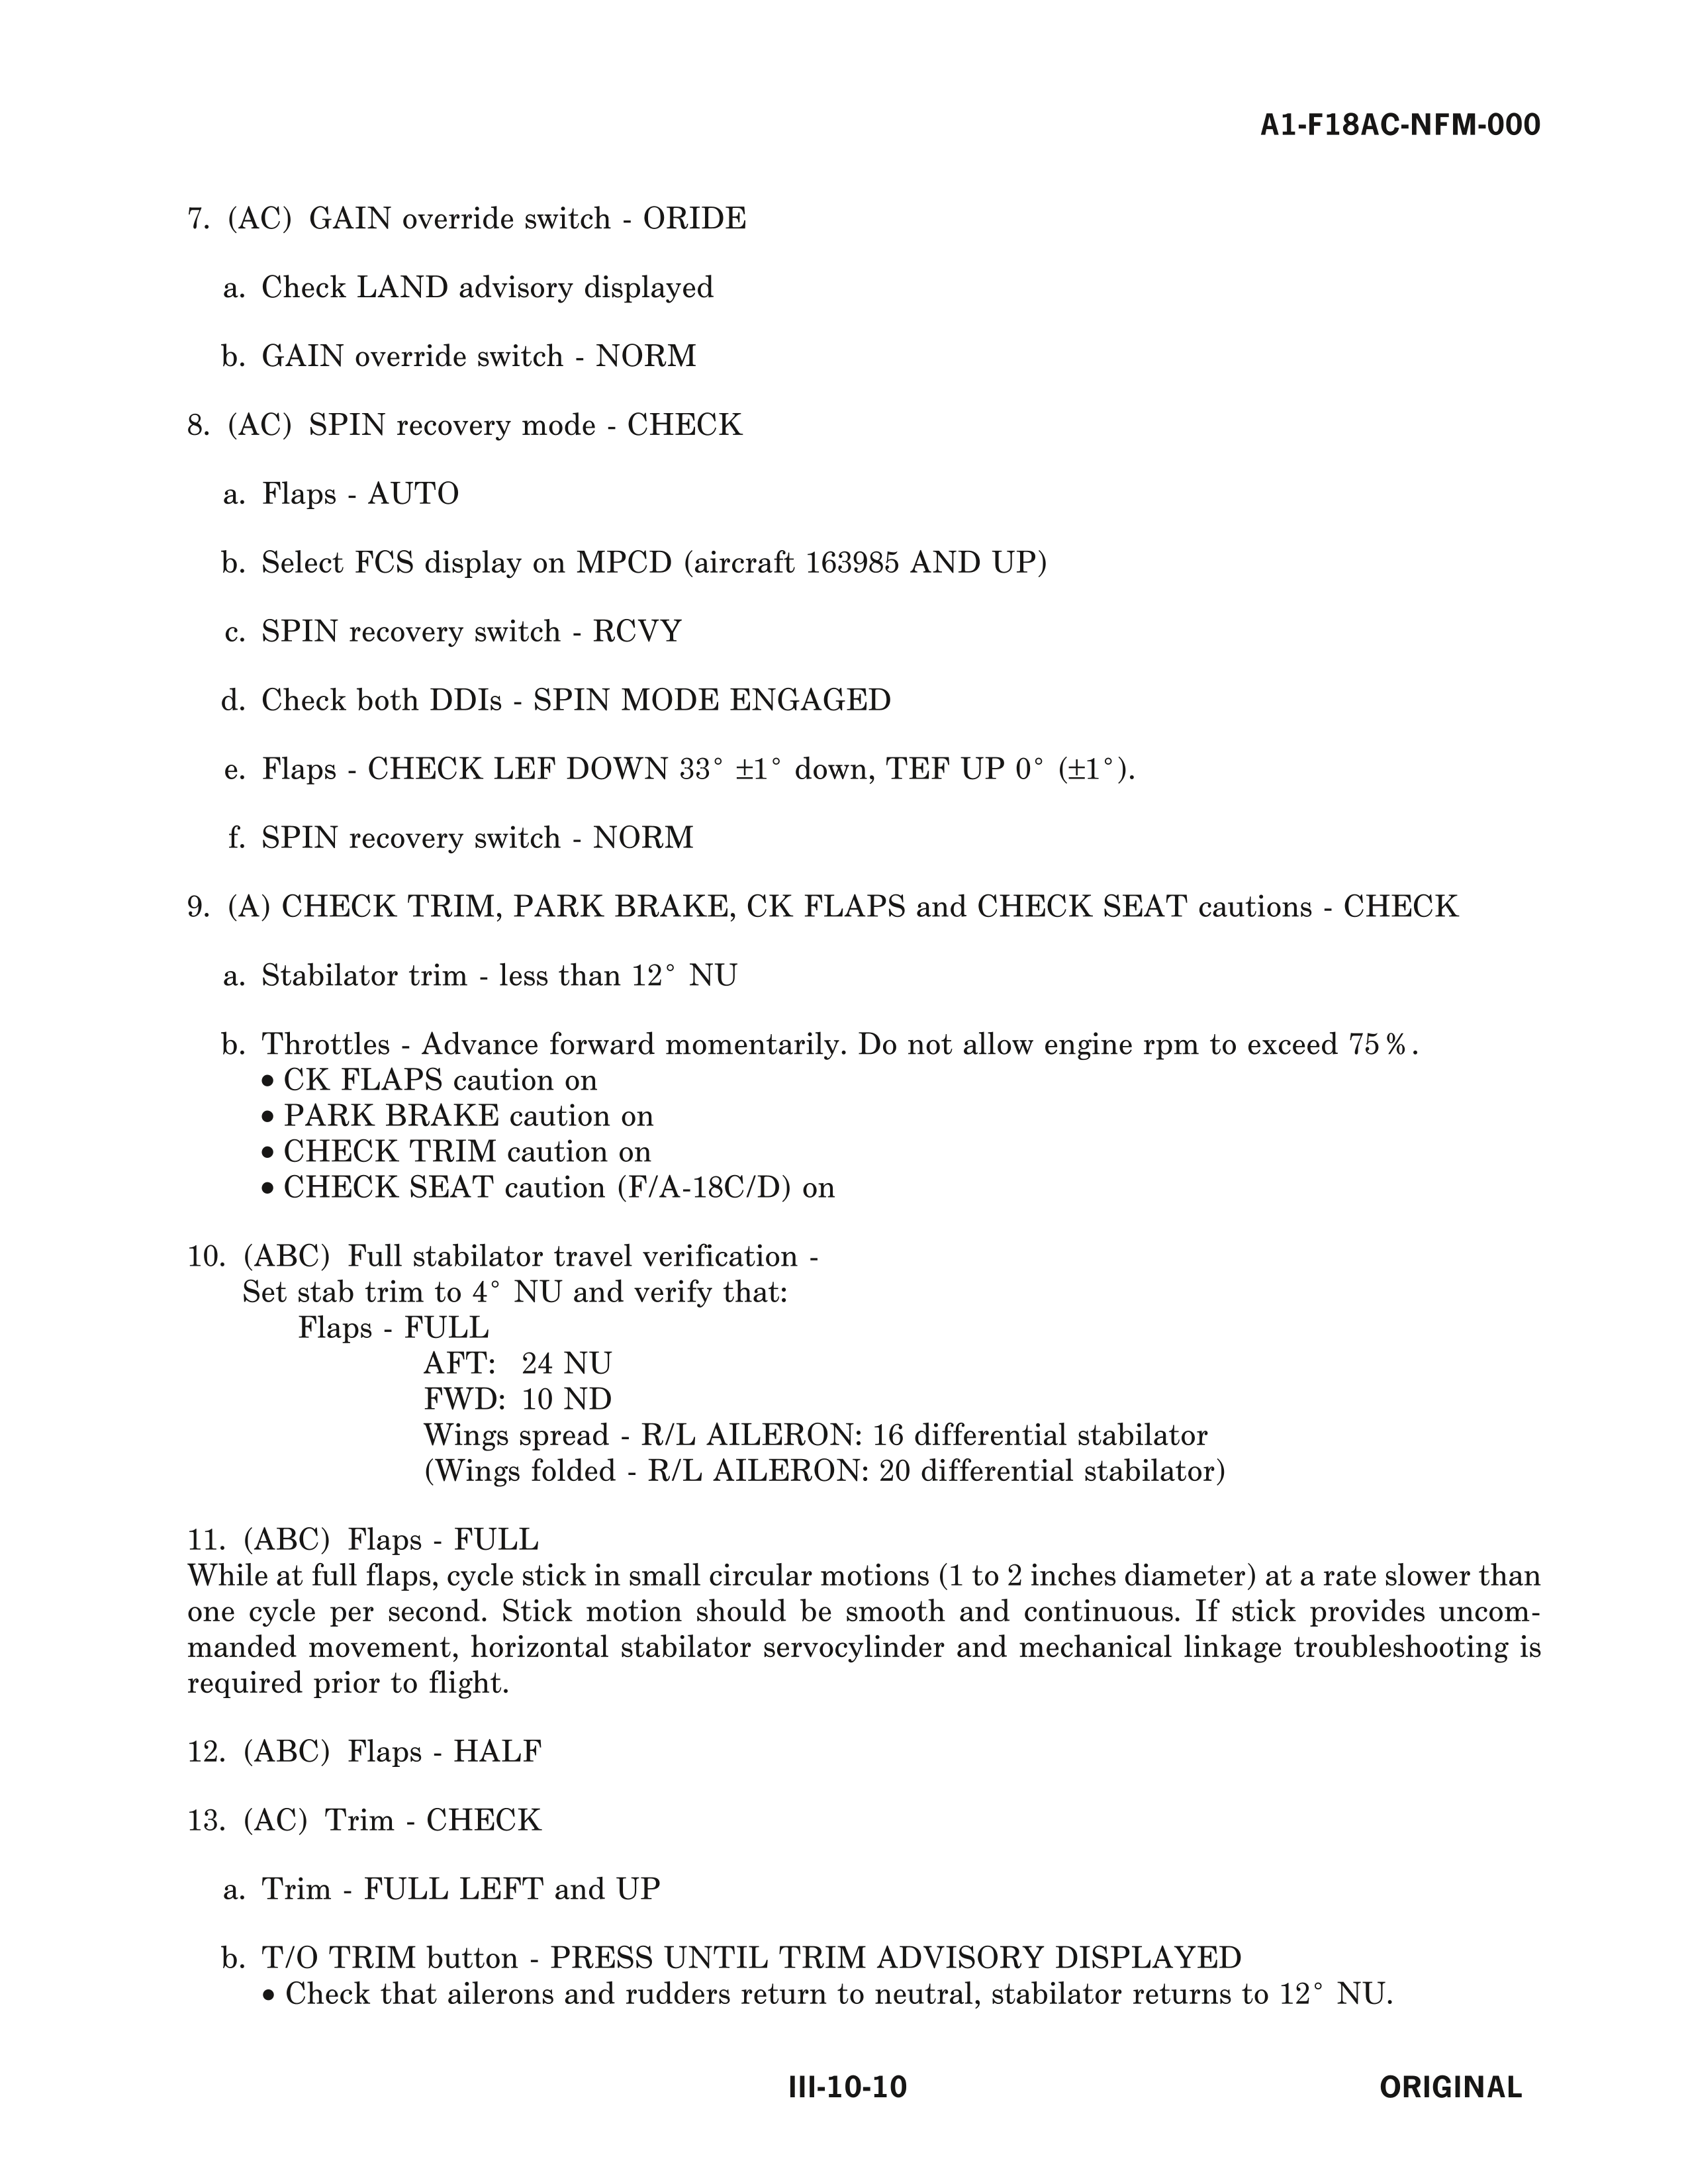 A1-F18AC-NFM-000
7. (AC) GAIN override switch - ORIDE
a. Check LAND advisory displayed
b. GAIN override switch - NORM
8. (AC) SPIN recovery mode - CHECK
a. Flaps - AUTO
b. Select FCS display on MPCD (aircraft 163985 AND UP)
c. SPIN recovery switch - RCVY
d. Check both DDIs - SPIN MODE ENGAGED
e. Flaps - CHECK LEF DOWN 33° ±1° down, TEF UP 0° (±1°).
f. SPIN recovery switch - NORM
9. (A) CHECK TRIM, PARK BRAKE, CK FLAPS and CHECK SEAT cautions - CHECK
a. Stabilator trim - less than 12° NU
b. Throttles - Advance forward momentarily. Do not allow engine rpm to exceed 75%.
• CK FLAPS caution on
• PARK BRAKE caution on
• CHECK TRIM caution on
• CHECK SEAT caution (F/A-18C/D) on
10. (ABC) Full stabilator travel verification -
Set stab trim to 4° NU and verify that:
Flaps - FULL
AFT: 24 NU
FWD: 10 ND
Wings spread - R/L AILERON: 16 differential stabilator
(Wings folded - R/L AILERON: 20 differential stabilator)
11. (ABC) Flaps - FULL
While at full flaps, cycle stick in small circular motions (1 to 2 inches diameter) at a rate slower than
one cycle per second. Stick motion should be smooth and continuous. If stick provides uncom-
manded movement, horizontal stabilator servocylinder and mechanical linkage troubleshooting is
required prior to flight.
12. (ABC) Flaps - HALF
13. (AC) Trim - CHECK
a. Trim - FULL LEFT and UP
b. T/O TRIM button - PRESS UNTIL TRIM ADVISORY DISPLAYED
• Check that ailerons and rudders return to neutral, stabilator returns to 12° NU.
III-10-10 ORIGINAL